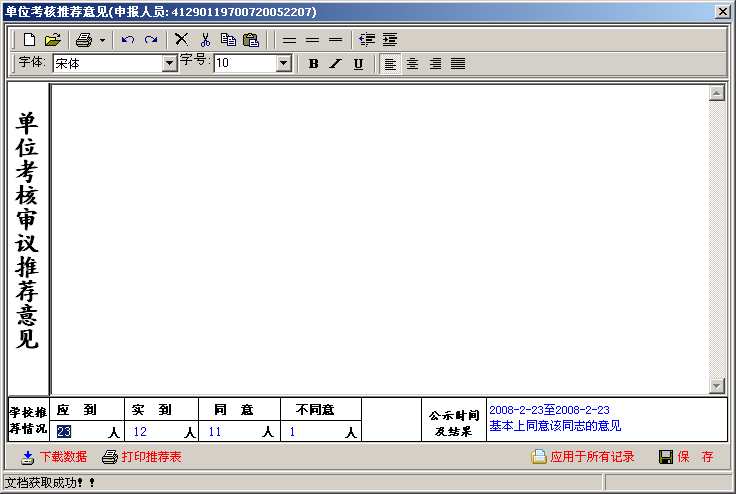 单位考核推荐意见(申报人员: 41290119700720052207)
字体: 宋体 字号: 10 B I U
单位考核审议推荐意见
学校推荐情况
应 到 实 到 同 意 不同意
23 人 12 人 11 人 1 人
公示时间及结果
2008-2-23至2008-2-23
基本上同意该同志的意见
下载数据 打印推荐表 应用于所有记录 保 存
文档获取成功!!